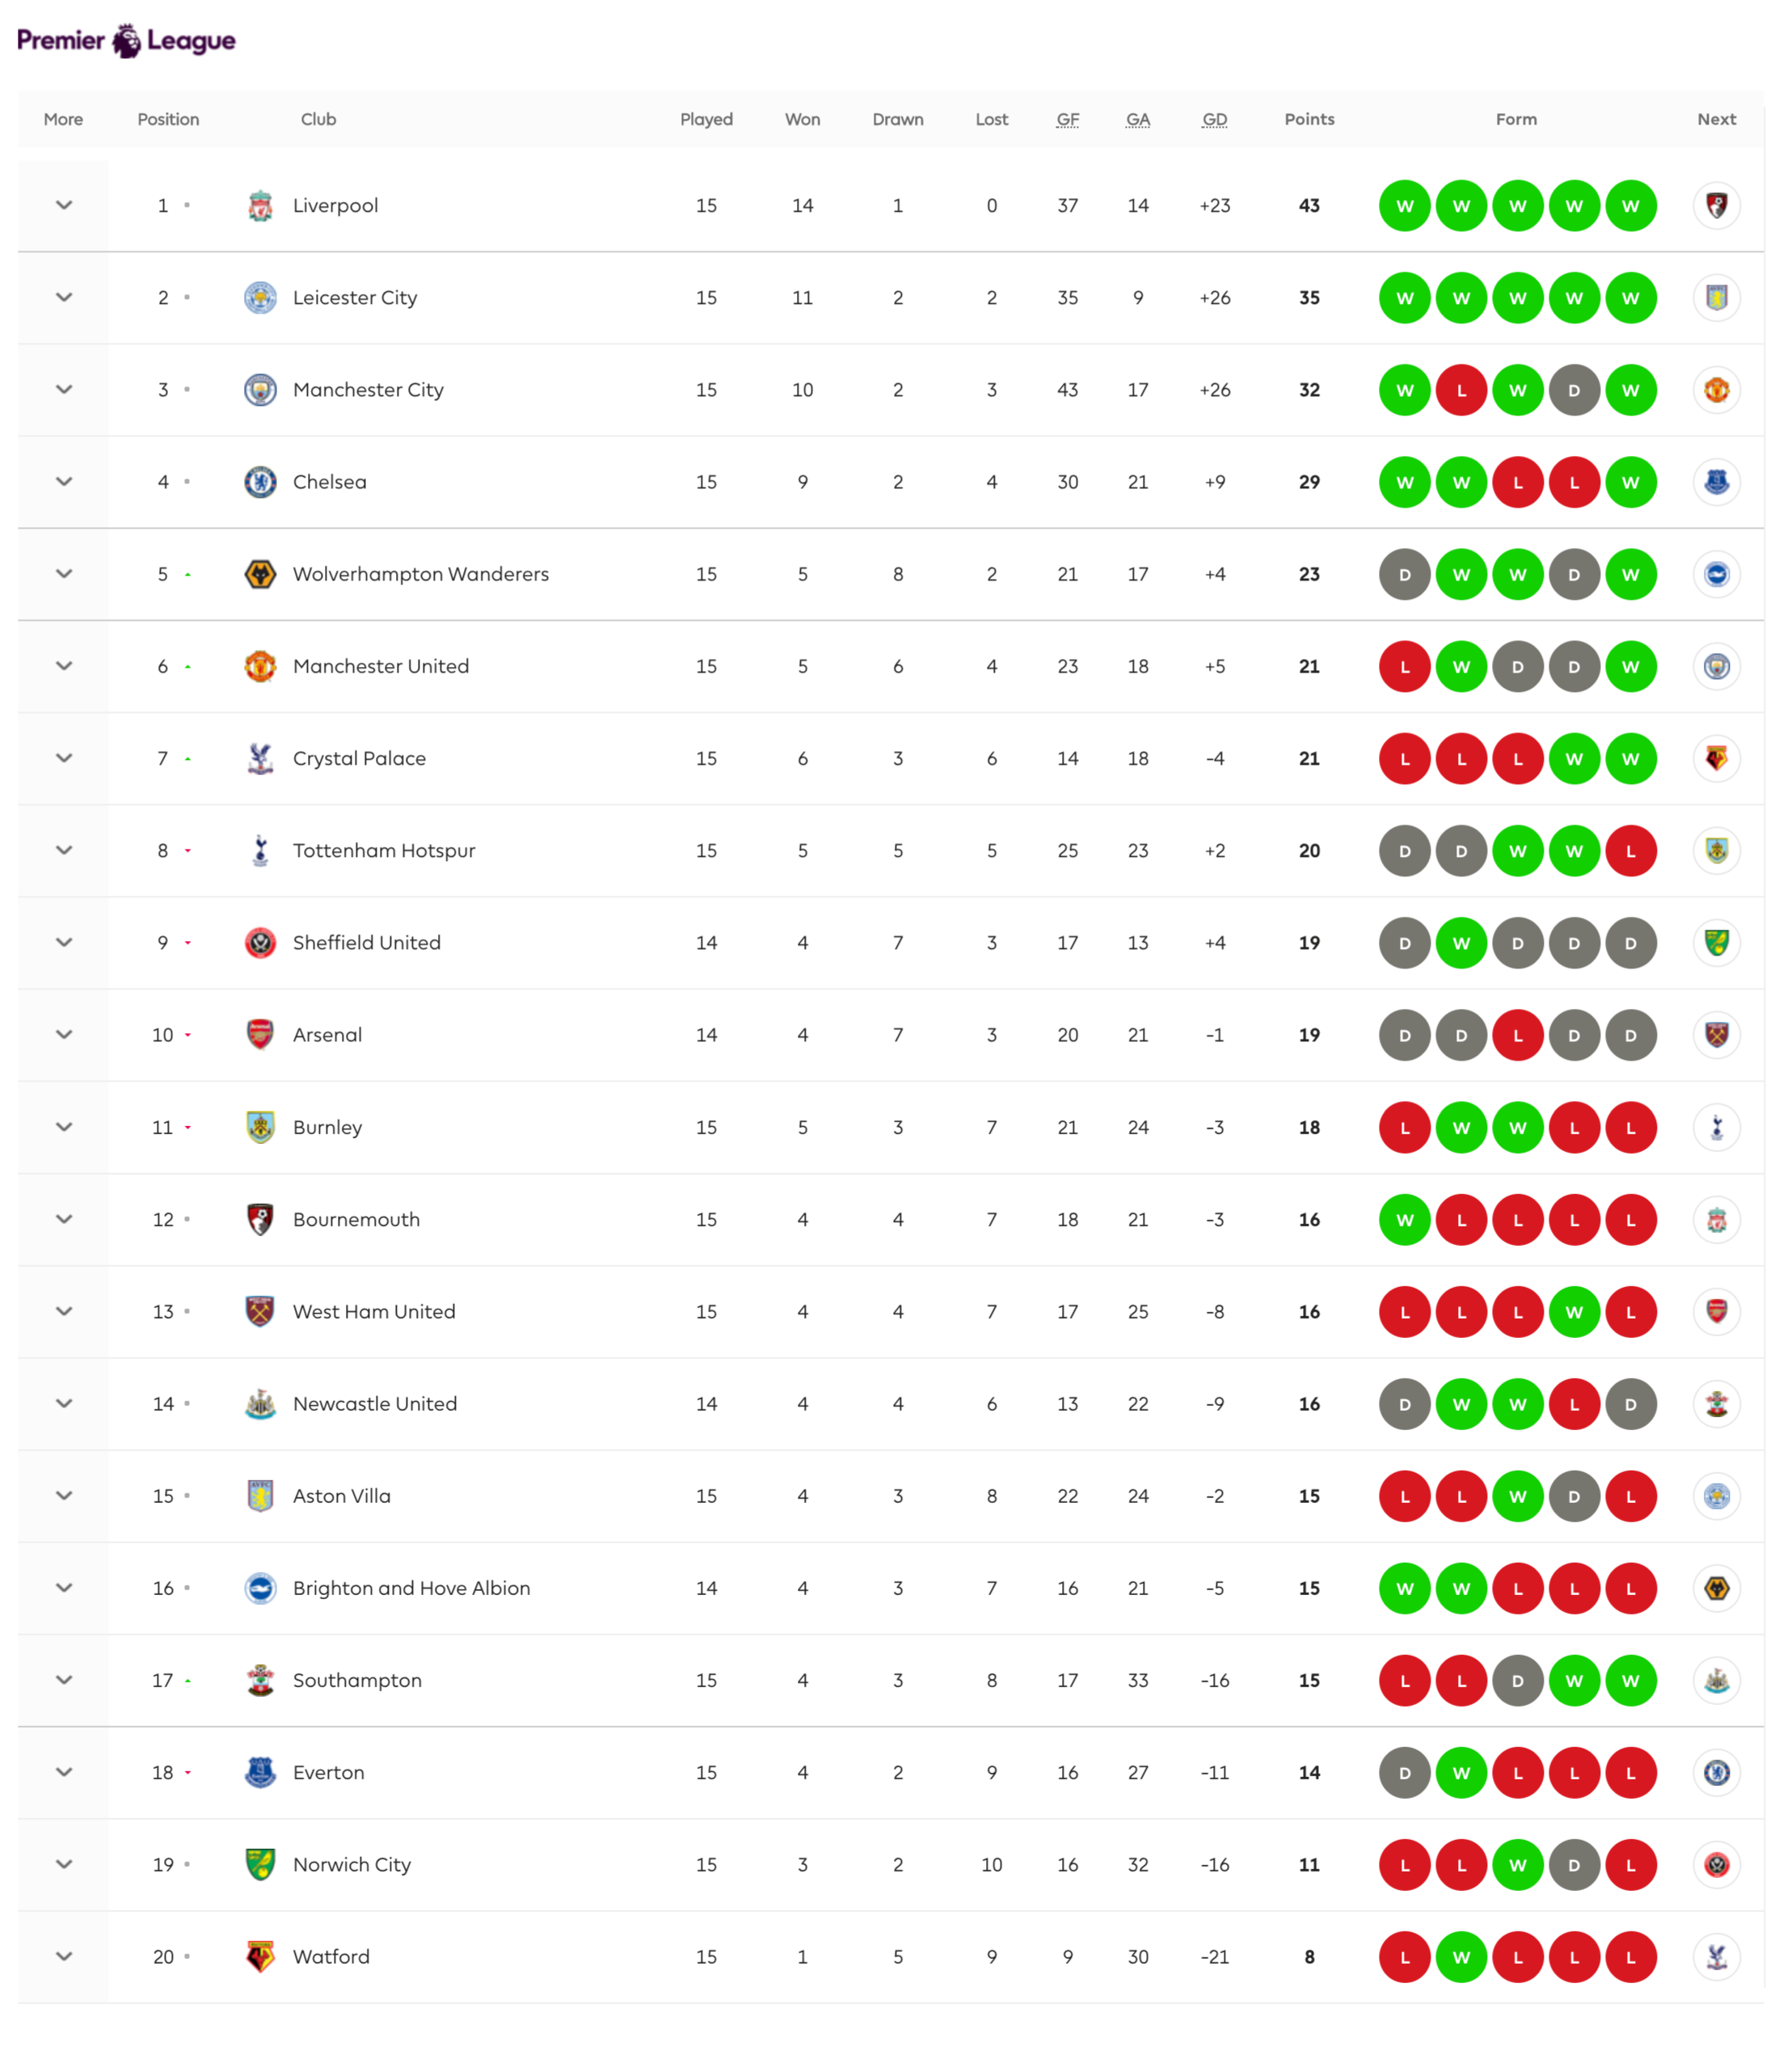 Premier League
More Position Club Played Won Drawn Lost GF GA GD Points Form Next
1 Liverpool 15 14 1 0 37 14 +23 43 W W W W W
2 Leicester City 15 11 2 2 35 9 +26 35 W W W W W
3 Manchester City 15 10 2 3 43 17 +26 32 W L W D W
4 Chelsea 15 9 2 4 30 21 +9 29 W W L L W
5 Wolverhampton Wanderers 15 5 8 2 21 17 +4 23 D W W D W
6 Manchester United 15 5 6 4 23 18 +5 21 L W D D W
7 Crystal Palace 15 6 3 6 14 18 -4 21 L L L W W
8 Tottenham Hotspur 15 5 5 5 25 23 +2 20 D D W W L
9 Sheffield United 14 4 7 3 17 13 +4 19 D W D D D
10 Arsenal 14 4 7 3 20 21 -1 19 D D L D D
11 Burnley 15 5 3 7 21 24 -3 18 L W W L L
12 Bournemouth 15 4 4 7 18 21 -3 16 W L L L L
13 West Ham United 15 4 4 7 17 25 -8 16 L L L W L
14 Newcastle United 14 4 4 6 13 22 -9 16 D W W L D
15 Aston Villa 15 4 3 8 22 24 -2 15 L L W D L
16 Brighton and Hove Albion 14 4 3 7 16 21 -5 15 W W L L L
17 Southampton 15 4 3 8 17 33 -16 15 L L D W W
18 Everton 15 4 2 9 16 27 -11 14 D W L L L
19 Norwich City 15 3 2 10 16 32 -16 11 L L W D L
20 Watford 15 1 5 9 9 30 -21 8 L W L L L